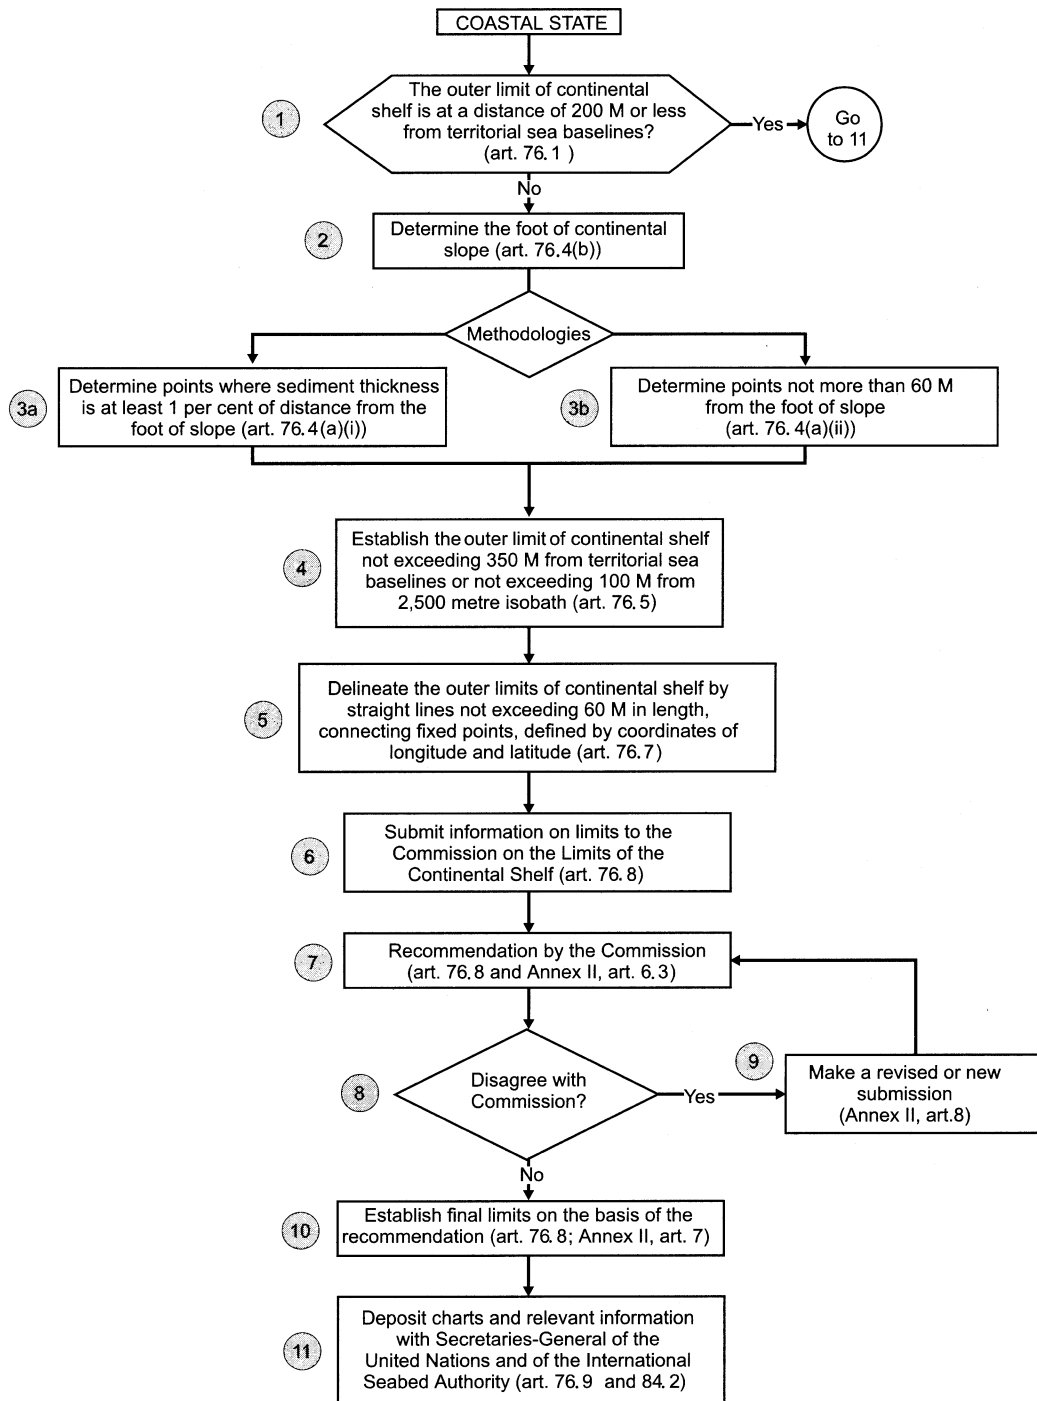 COASTAL STATE
1
The outer limit of continental
shelf is at a distance of 200 M or less
from territorial sea baselines?
(art. 76.1 )
Yes
Go
to 11
No
2
Determine the foot of continental
slope (art. 76.4(b))
Methodologies
3a
Determine points where sediment thickness
is at least 1 per cent of distance from the
foot of slope (art. 76.4(a)(i))
3b
Determine points not more than 60 M
from the foot of slope
(art. 76.4(a)(ii))
4
Establish the outer limit of continental shelf
not exceeding 350 M from territorial sea
baselines or not exceeding 100 M from
2,500 metre isobath (art. 76.5)
5
Delineate the outer limits of continental shelf by
straight lines not exceeding 60 M in length,
connecting fixed points, defined by coordinates of
longitude and latitude (art. 76.7)
6
Submit information on limits to the
Commission on the Limits of the
Continental Shelf (art. 76.8)
7
Recommendation by the Commission
(art. 76.8 and Annex II, art. 6.3)
8
Disagree with
Commission?
Yes
9
Make a revised or new
submission
(Annex II, art.8)
No
10
Establish final limits on the basis of the
recommendation (art. 76.8; Annex II, art. 7)
11
Deposit charts and relevant information
with Secretaries-General of the
United Nations and of the International
Seabed Authority (art. 76.9 and 84.2)